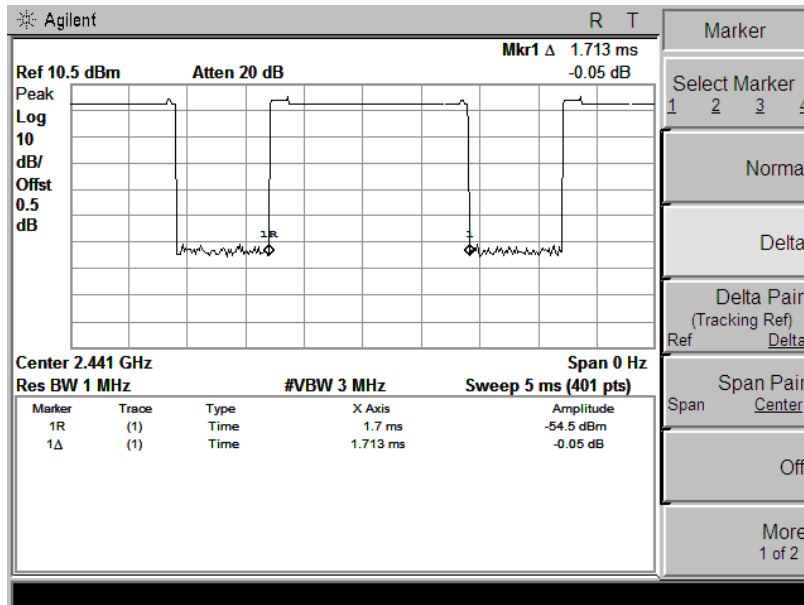 Agilent
R T
Mkr1 Δ 1.713 ms
Ref 10.5 dBm Atten 20 dB -0.05 dB
Peak
Log
10
dB/
Offst
0.5
dB
1R
1
Center 2.441 GHz Span 0 Hz
Res BW 1 MHz #VBW 3 MHz Sweep 5 ms (401 pts)
Marker Trace Type X Axis Amplitude
1R (1) Time 1.7 ms -54.5 dBm
1Δ (1) Time 1.713 ms -0.05 dB
Marker
Select Marker
1 2 3 4
Norma
Delta
Delta Pair
(Tracking Ref)
Ref Delta
Span Pair
Span Center
Off
More
1 of 2